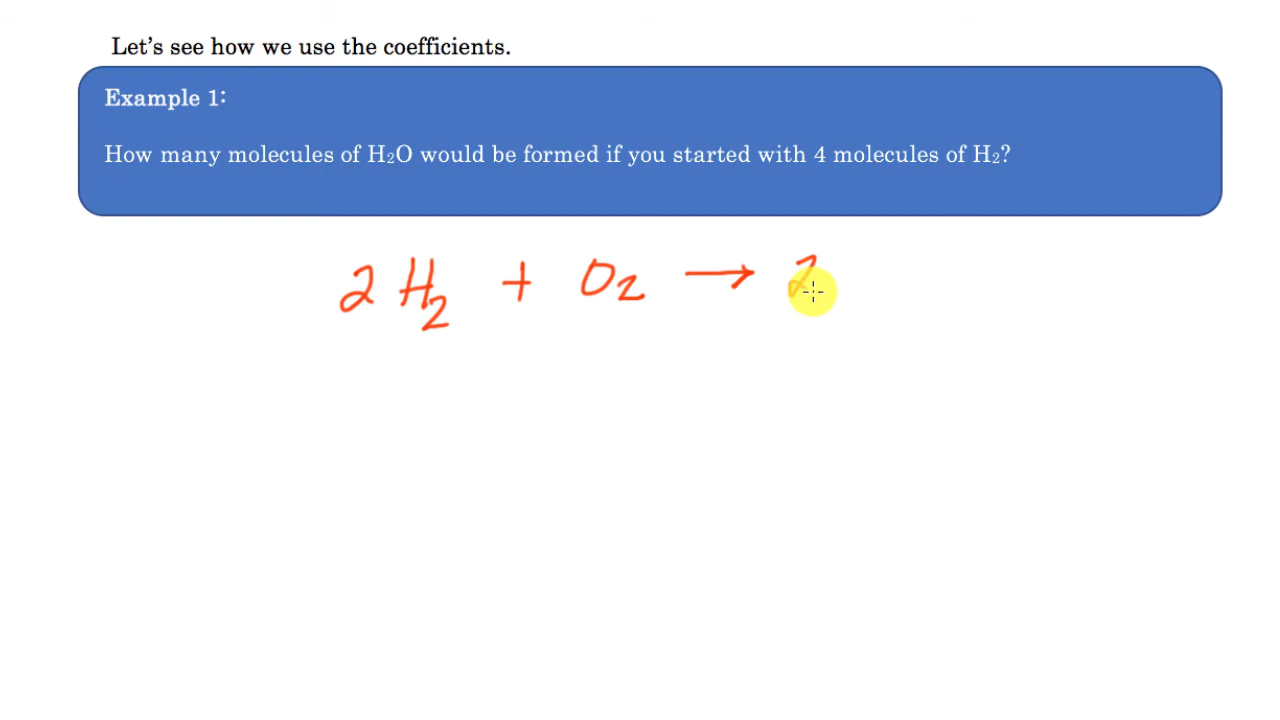 Let's see how we use the coefficients.
Example 1:
How many molecules of H₂O would be formed if you started with 4 molecules of H₂?
2 H₂ + O₂ → 2